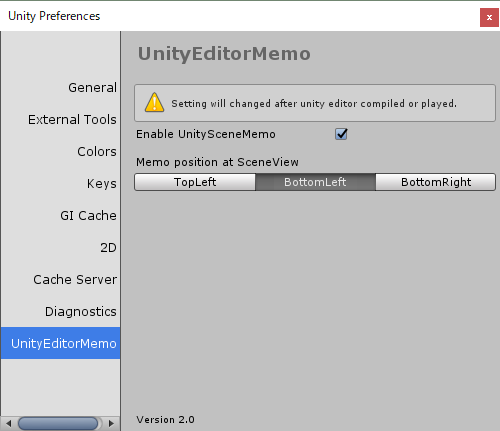 Unity Preferences
x
General
External Tools
Colors
Keys
GI Cache
2D
Cache Server
Diagnostics
UnityEditorMemo
UnityEditorMemo
Setting will changed after unity editor compiled or played.
Enable UnitySceneMemo
Memo position at SceneView
TopLeft BottomLeft BottomRight
Version 2.0